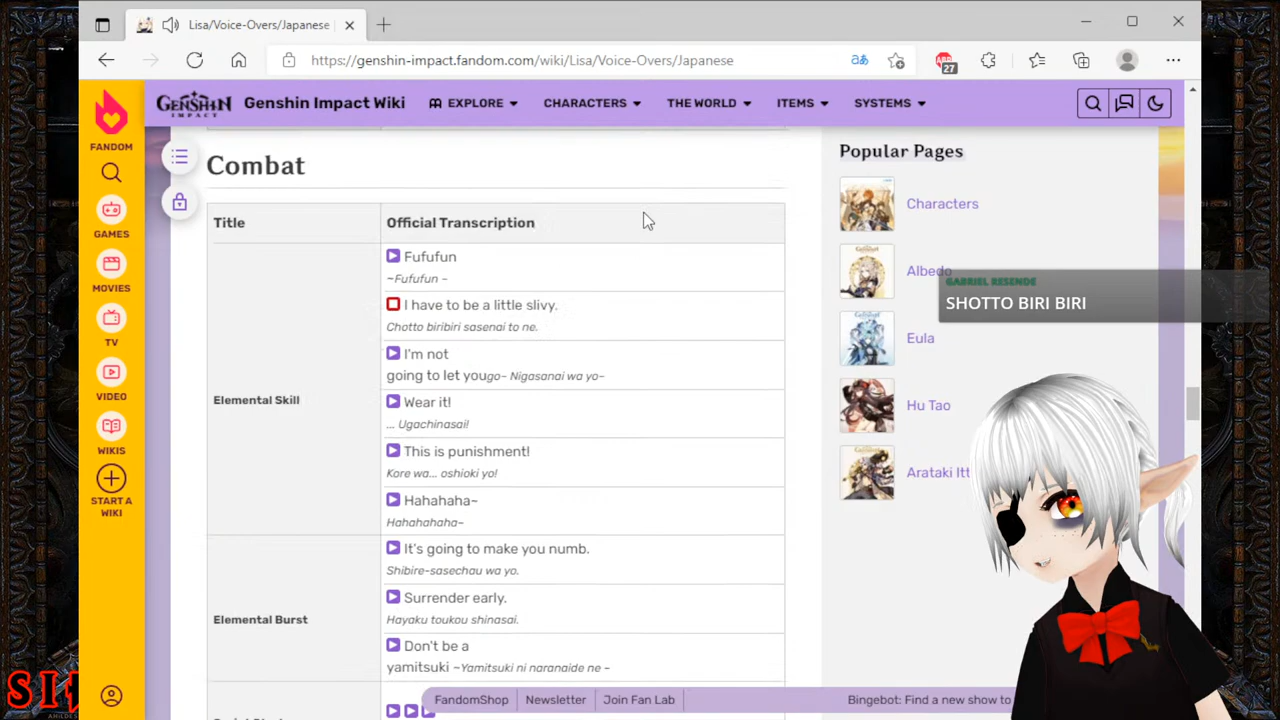 Lisa/Voice-Overs/Japanese
https://genshin-impact.fandom.com/wiki/Lisa/Voice-Overs/Japanese
27
FANDOM
GAMES
MOVIES
TV
VIDEO
WIKIS
START A
WIKI
GENSHIN
IMPACT
Genshin Impact Wiki
EXPLORE
CHARACTERS
THE WORLD
ITEMS
SYSTEMS
Combat
Title
Official Transcription
Elemental Skill
Fufufun
~Fufufun -
I have to be a little slivy.
Chotto biribiri sasenai to ne.
I'm not
going to let yougo~ Nigasanai wa yo~
Wear it!
... Ugachinasai!
This is punishment!
Kore wa... oshioki yo!
Hahahaha~
Hahahahaha~
Elemental Burst
It's going to make you numb.
Shibire-sasechau wa yo.
Surrender early.
Hayaku toukou shinasai.
Don't be a
yamitsuki ~Yamitsuki ni naranaide ne ~
Popular Pages
Characters
Albedo
Eula
Hu Tao
Arataki Itt
GABRIEL RESENDE
SHOTTO BIRI BIRI
FandomShop
Newsletter
Join Fan Lab
Bingebot: Find a new show to